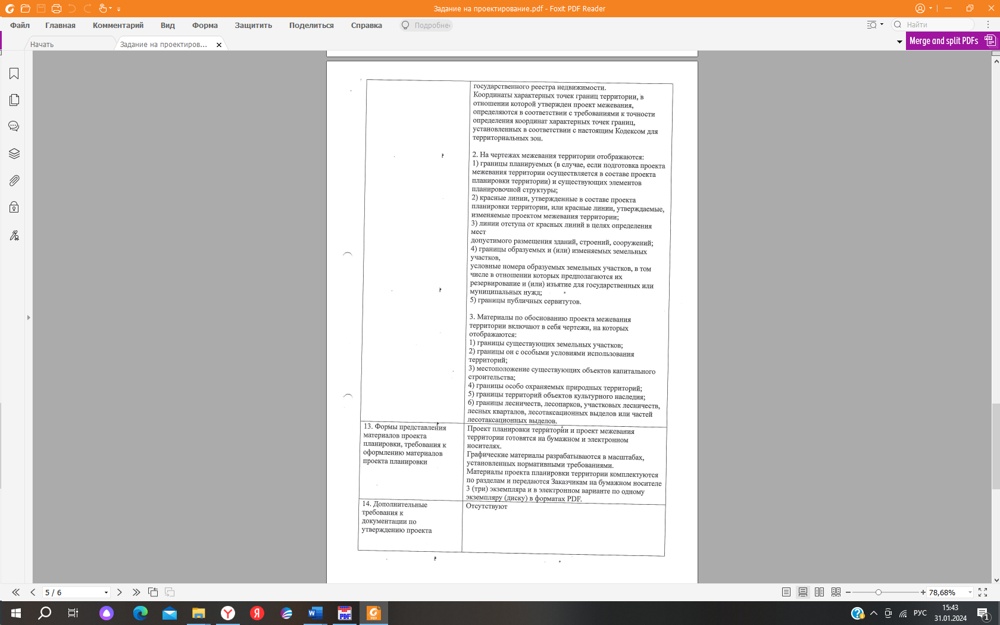 Задание на проектирование.pdf - Foxit PDF Reader
Файл Главная Комментарий Вид Форма Защитить Поделиться Справка Подробне Найти
Начать Задание на проектиров... Merge and split PDFs
государственного реестра недвижимости.
Координаты характерных точек границ территории, в
отношении которой утвержден проект межевания,
определяются в соответствии с требованиями к точности
определения координат характерных точек границ,
установленных в соответствии с настоящим Кодексом для
территориальных зон.
2. На чертежах межевания территории отображаются:
1) границы планируемых (в случае, если подготовка проекта
межевания территории осуществляется в составе проекта
планировки территории) и существующих элементов
планировочной структуры;
2) красные линии, утвержденные в составе проекта
планировки территории, или красные линии, утверждаемые,
изменяемые проектом межевания территории;
3) линии отступа от красных линий в целях определения
мест
допустимого размещения зданий, строений, сооружений;
4) границы образуемых и (или) изменяемых земельных
участков,
условные номера образуемых земельных участков, в том
числе в отношении которых предполагаются их
резервирование и (или) изъятие для государственных или
муниципальных нужд;
5) границы публичных сервитутов.
3. Материалы по обоснованию проекта межевания
территории включают в себя чертежи, на которых
отображаются:
1) границы существующих земельных участков;
2) границы он с особыми условиями использования
территорий;
3) местоположение существующих объектов капитального
строительства;
4) границы особо охраняемых природных территорий;
5) границы территорий объектов культурного наследия;
6) границы лесничеств, лесопарков, участковых лесничеств,
лесных кварталов, лесотаксационных выделов или частей
лесотаксационных выделов.
13. Формы представления
материалов проекта
планировки, требования к
оформлению материалов
проекта планировки
Проект планировки территории и проект межевания
территории готовятся на бумажном и электронном
носителях.
Графические материалы разрабатываются в масштабах,
установленных нормативными требованиями.
Материалы проекта планировки территории комплектуются
по разделам и передаются Заказчикам на бумажном носителе
3 (три) экземпляра и в электронном варианте по одному
экземпляру (диску) в форматах PDF.
14. Дополнительные
требования к
документации по
утверждению проекта
Отсутствуют
5 / 6 78,68%
РУС 15:43
31.01.2024 1